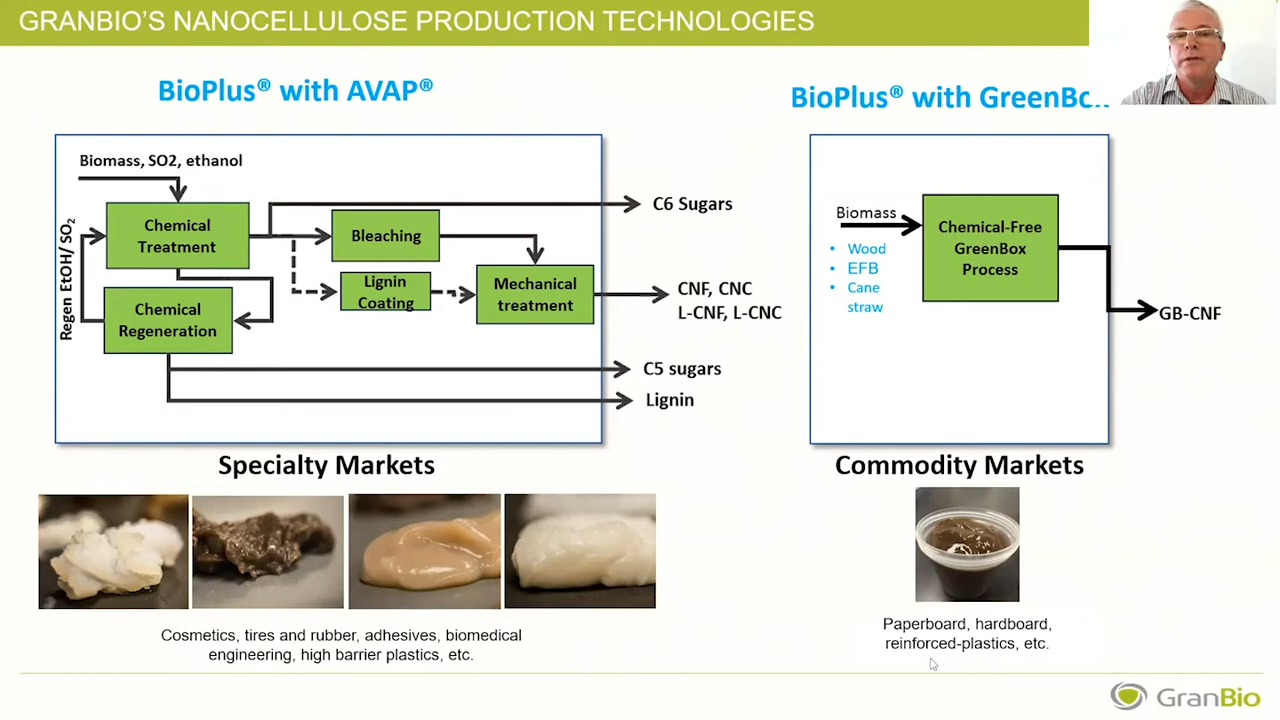 GRANBIO'S NANOCELLULOSE PRODUCTION TECHNOLOGIES
BioPlus® with AVAP®
Biomass, SO2, ethanol
Chemical
Treatment
Regen EtOH/ SO₂
Chemical
Regeneration
Bleaching
Lignin
Coating
Mechanical
treatment
C6 Sugars
CNF, CNC
L-CNF, L-CNC
C5 sugars
Lignin
Specialty Markets
Cosmetics, tires and rubber, adhesives, biomedical
engineering, high barrier plastics, etc.
BioPlus® with
Biomass
• Wood
• EFB
• Cane
straw
Chemical-Free
GreenBox
Process
GB-CNF
Commodity Markets
Paperboard, hardboard,
reinforced-plastics, etc.
GranBio